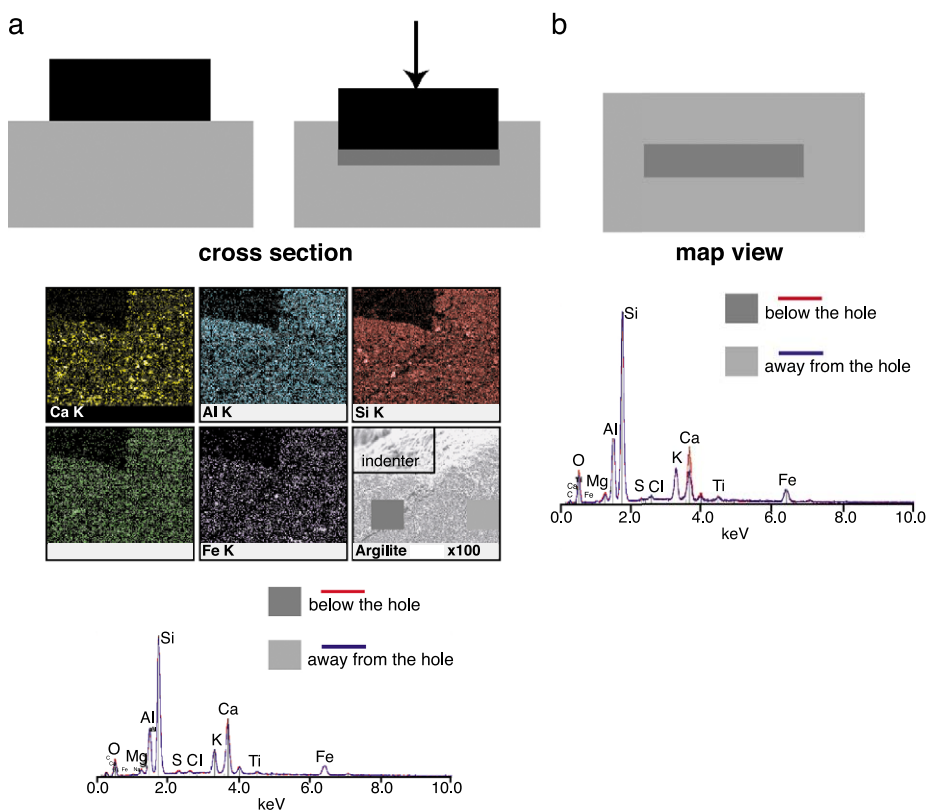 a
b
cross section
map view
Ca K
Al K
Si K
Fe K
indenter
Argilite x100
below the hole
away from the hole
Si
Al
O
Ca
C
Mg
Fe
S
Cl
K
Ca
Ti
Fe
0.0 2.0 4.0 6.0 8.0 10.0
keV
below the hole
away from the hole
Si
Al
O
C
Mg
Fe
S
Cl
K
Ca
Ti
Fe
0.0 2.0 4.0 6.0 8.0 10.0
keV